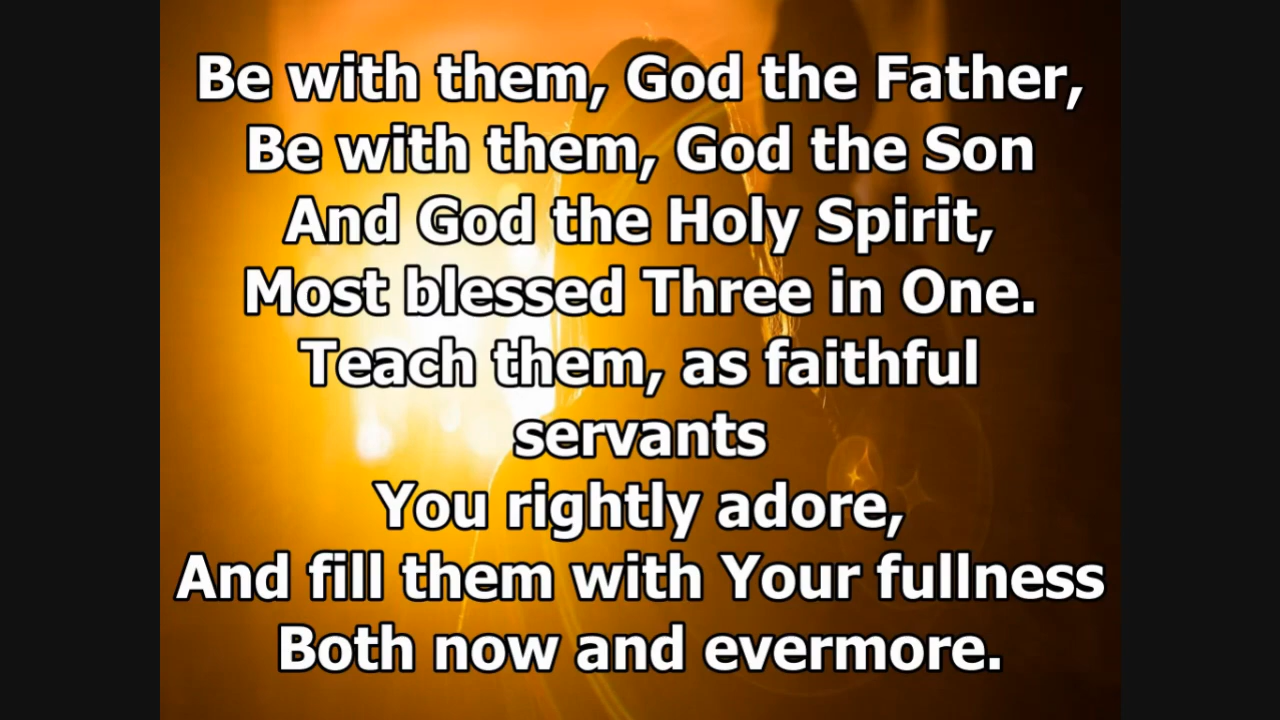 Be with them, God the Father,
Be with them, God the Son
And God the Holy Spirit,
Most blessed Three in One.
Teach them, as faithful
servants
You rightly adore,
And fill them with Your fullness
Both now and evermore.